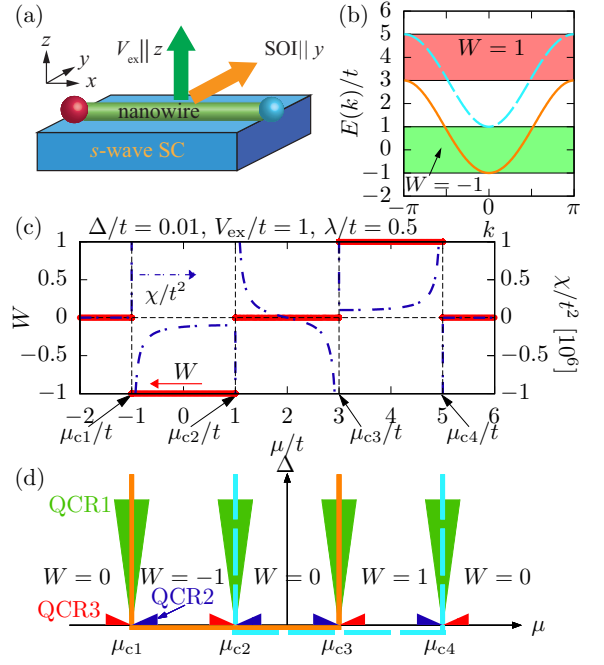 (a)
z
y
x
V_ex∥z
SOI∥y
nanowire
s-wave SC
(b)
E(k)/t
6
5
4
3
2
1
0
-1
-2
W = 1
W = −1
−π
0
π
k
(c)
Δ/t = 0.01, V_ex/t = 1, λ/t = 0.5
W
1
0.5
0
−0.5
−1
χ/t²
W
χ/t² [10⁶]
1
0.5
0
−0.5
−1
−2 −1 0 1 2 3 4 5 6
μ_c1/t μ_c2/t μ/t μ_c3/t μ_c4/t
(d)
Δ
QCR1
W = 0 W = −1 W = 0 W = 1 W = 0
QCR3 QCR2
μ
μ_c1 μ_c2 μ_c3 μ_c4